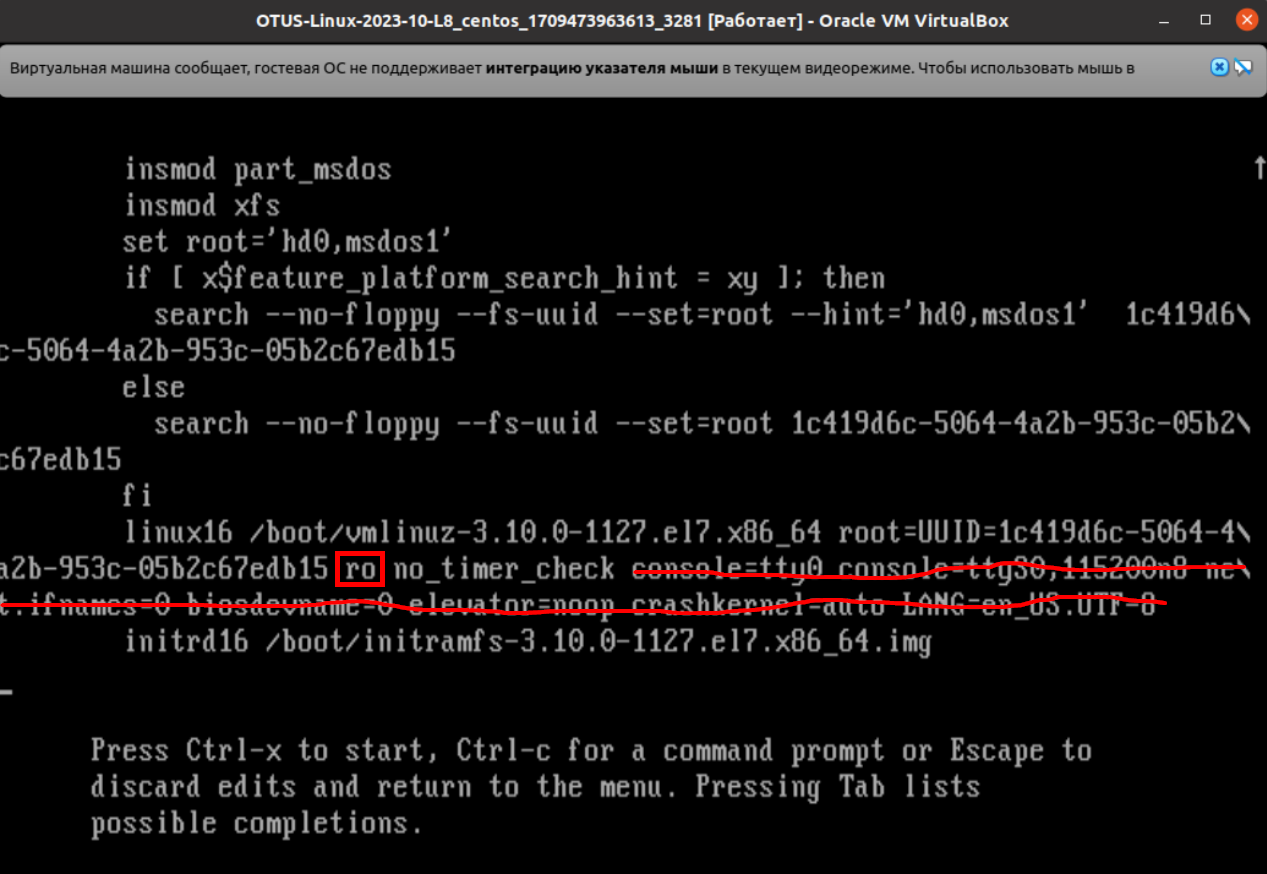 OTUS-Linux-2023-10-L8_centos_1709473963613_3281 [Работает] - Oracle VM VirtualBox
Виртуальная машина сообщает, гостевая ОС не поддерживает интеграцию указателя мыши в текущем видеорежиме. Чтобы использовать мышь в
insmod part_msdos
insmod xfs
set root='hd0,msdos1'
if [ x$feature_platform_search_hint = xy ]; then
search --no-floppy --fs-uuid --set=root --hint='hd0,msdos1'  1c419d6\
c-5064-4a2b-953c-05b2c67edb15
else
search --no-floppy --fs-uuid --set=root 1c419d6c-5064-4a2b-953c-05b2\
c67edb15
fi
linux16 /boot/vmlinuz-3.10.0-1127.el7.x86_64 root=UUID=1c419d6c-5064-4\
a2b-953c-05b2c67edb15 ro no_timer_check console=tty0 console=ttyS0,115200n8 ne\
t.ifnames=0 biosdevname=0 elevator=noop crashkernel=auto LANG=en_US.UTF-8
initrd16 /boot/initramfs-3.10.0-1127.el7.x86_64.img
Press Ctrl-x to start, Ctrl-c for a command prompt or Escape to
discard edits and return to the menu. Pressing Tab lists
possible completions.